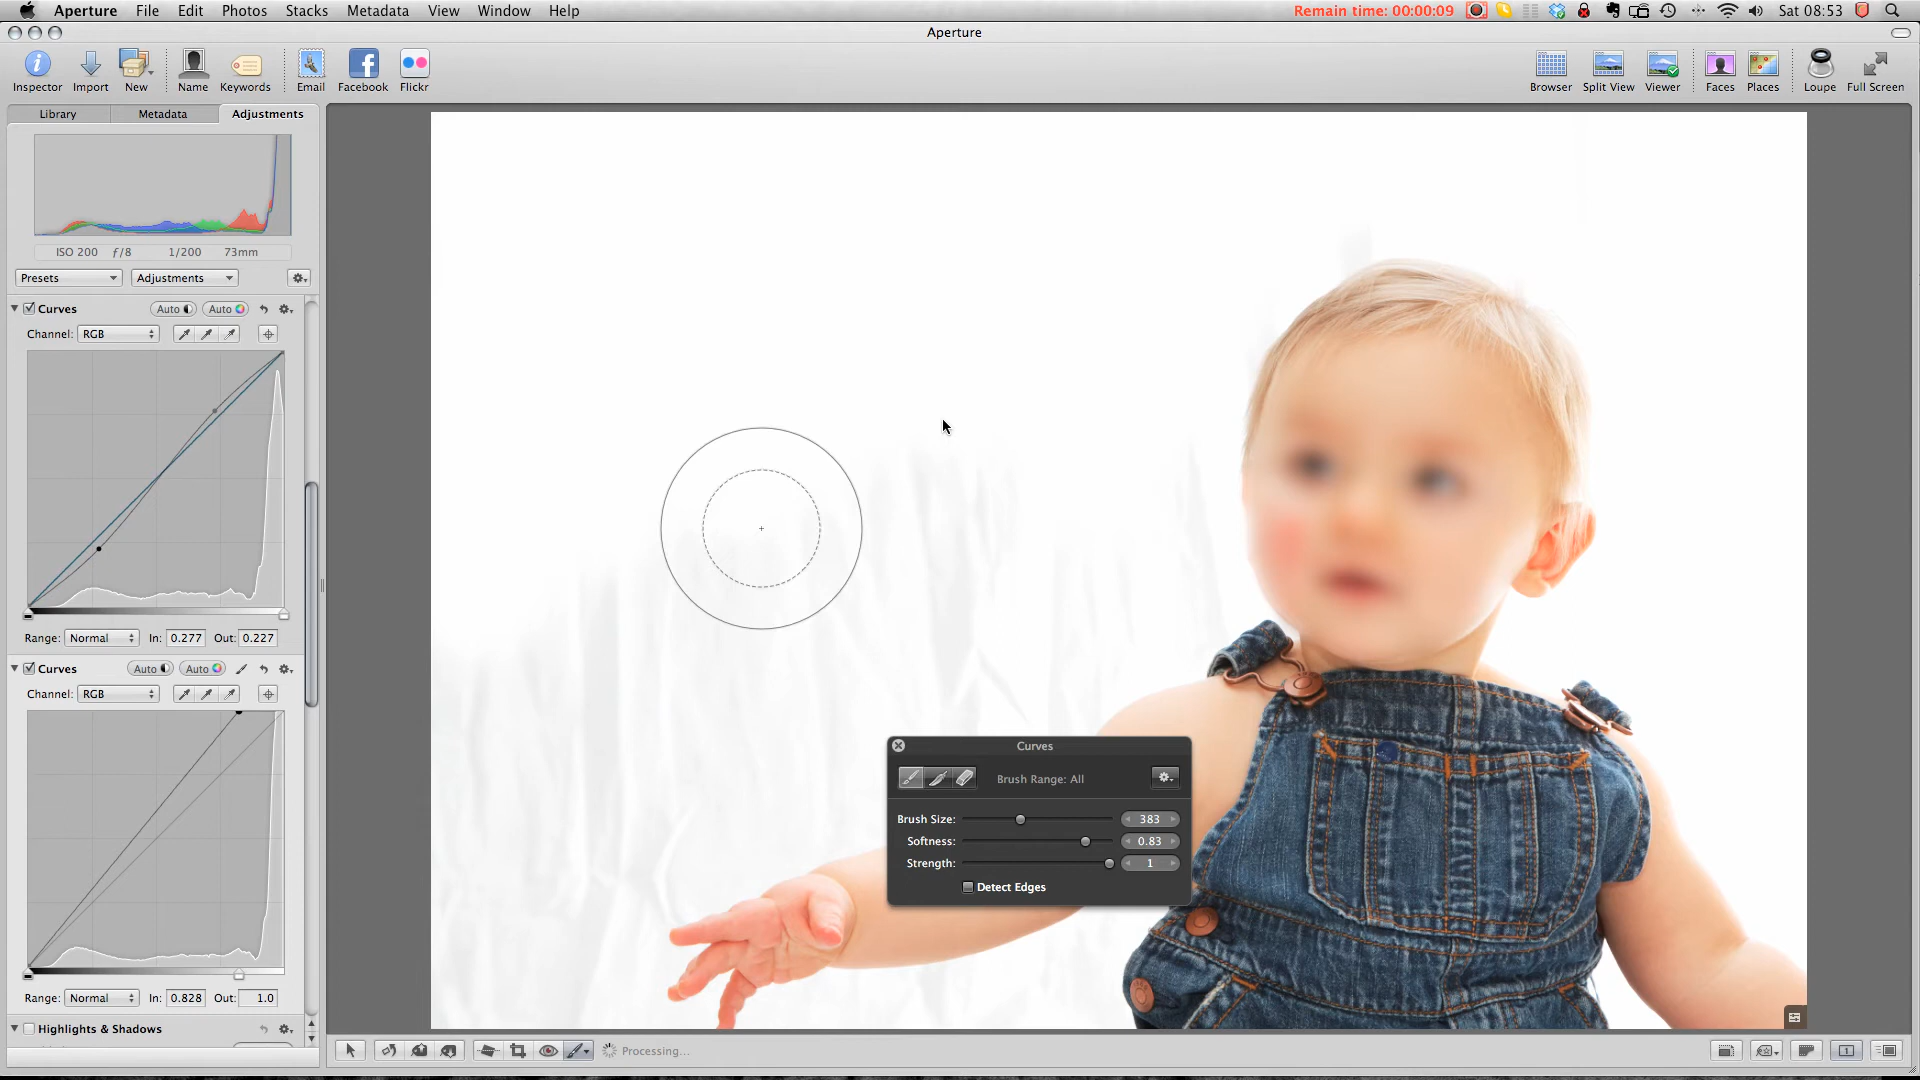 Aperture File Edit Photos Stacks Metadata View Window Help Remain time: 00:00:09 Sat 08:53
Aperture
Inspector Import New Name Keywords Email Facebook Flickr Browser Split View Viewer Faces Places Loupe Full Screen
Library Metadata Adjustments
ISO 200 ƒ/8 1/200 73mm
Presets Adjustments
Curves Auto Auto
Channel: RGB
Range: Normal In: 0.277 Out: 0.227
Curves Auto Auto
Channel: RGB
Curves
Brush Range: All
Brush Size: 383
Softness: 0.83
Strength: 1
Detect Edges
Range: Normal In: 0.828 Out: 1.0
Highlights & Shadows
Processing...
1